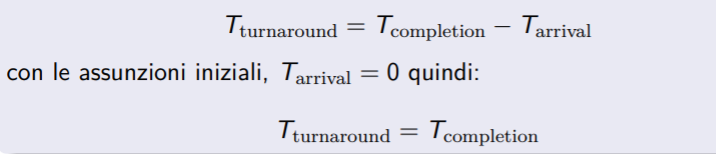 T_turnaround = T_completion − T_arrival
con le assunzioni iniziali, T_arrival = 0 quindi:
T_turnaround = T_completion